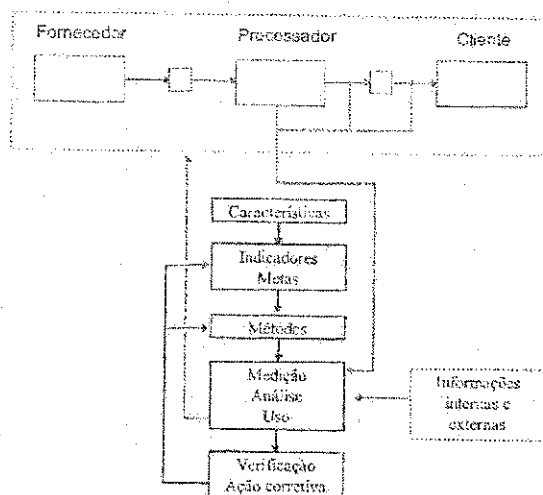 Fornecedor Processador Cliente
Características
Indicadores
Metas
Métodos
Medição
Análise
Uso
Informações
internas e
externas
Verificação
Ação corretiva